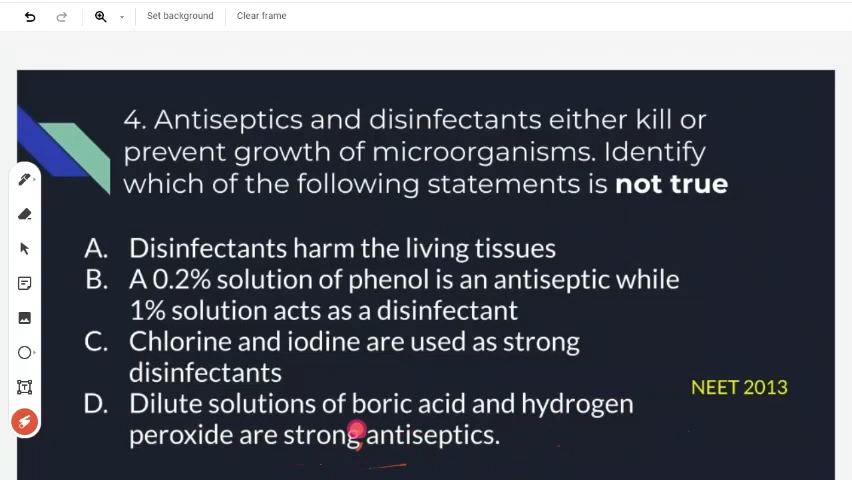 Set background
Clear frame
4. Antiseptics and disinfectants either kill or
prevent growth of microorganisms. Identify
which of the following statements is not true
A. Disinfectants harm the living tissues
B. A 0.2% solution of phenol is an antiseptic while
1% solution acts as a disinfectant
C. Chlorine and iodine are used as strong
disinfectants
D. Dilute solutions of boric acid and hydrogen
peroxide are strong antiseptics.
NEET 2013